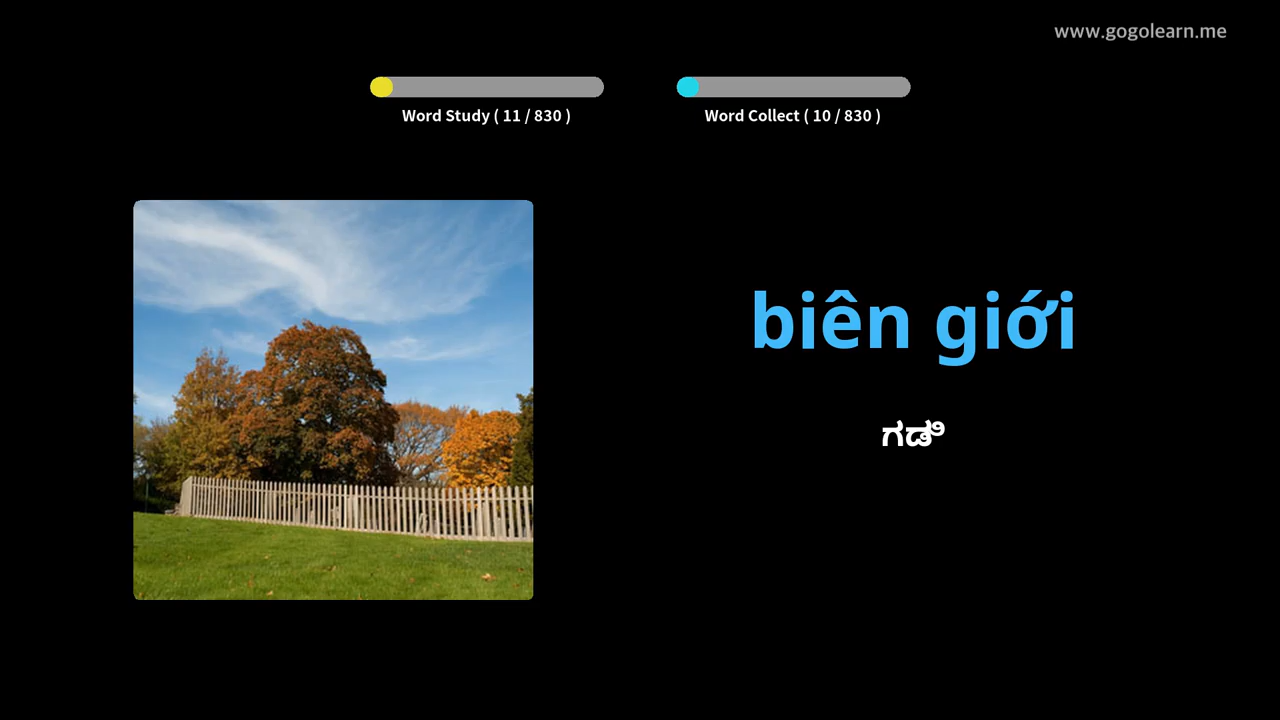 www.gogolearn.me
Word Study ( 11 / 830 )
Word Collect ( 10 / 830 )
biên giới
ಗಡಿ